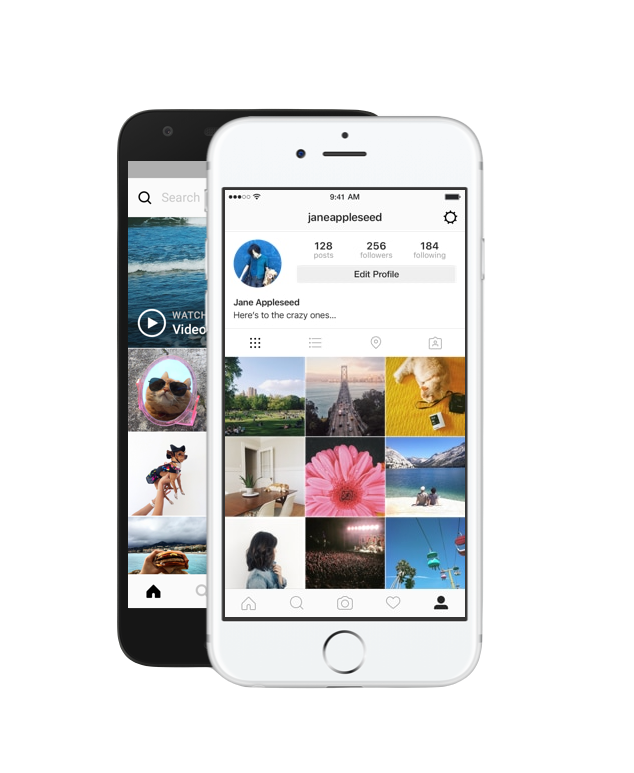 Search
WATCH
Video
9:41 AM
janeappleseed
128
256
184
posts
followers
following
Edit Profile
Jane Appleseed
Here's to the crazy ones...